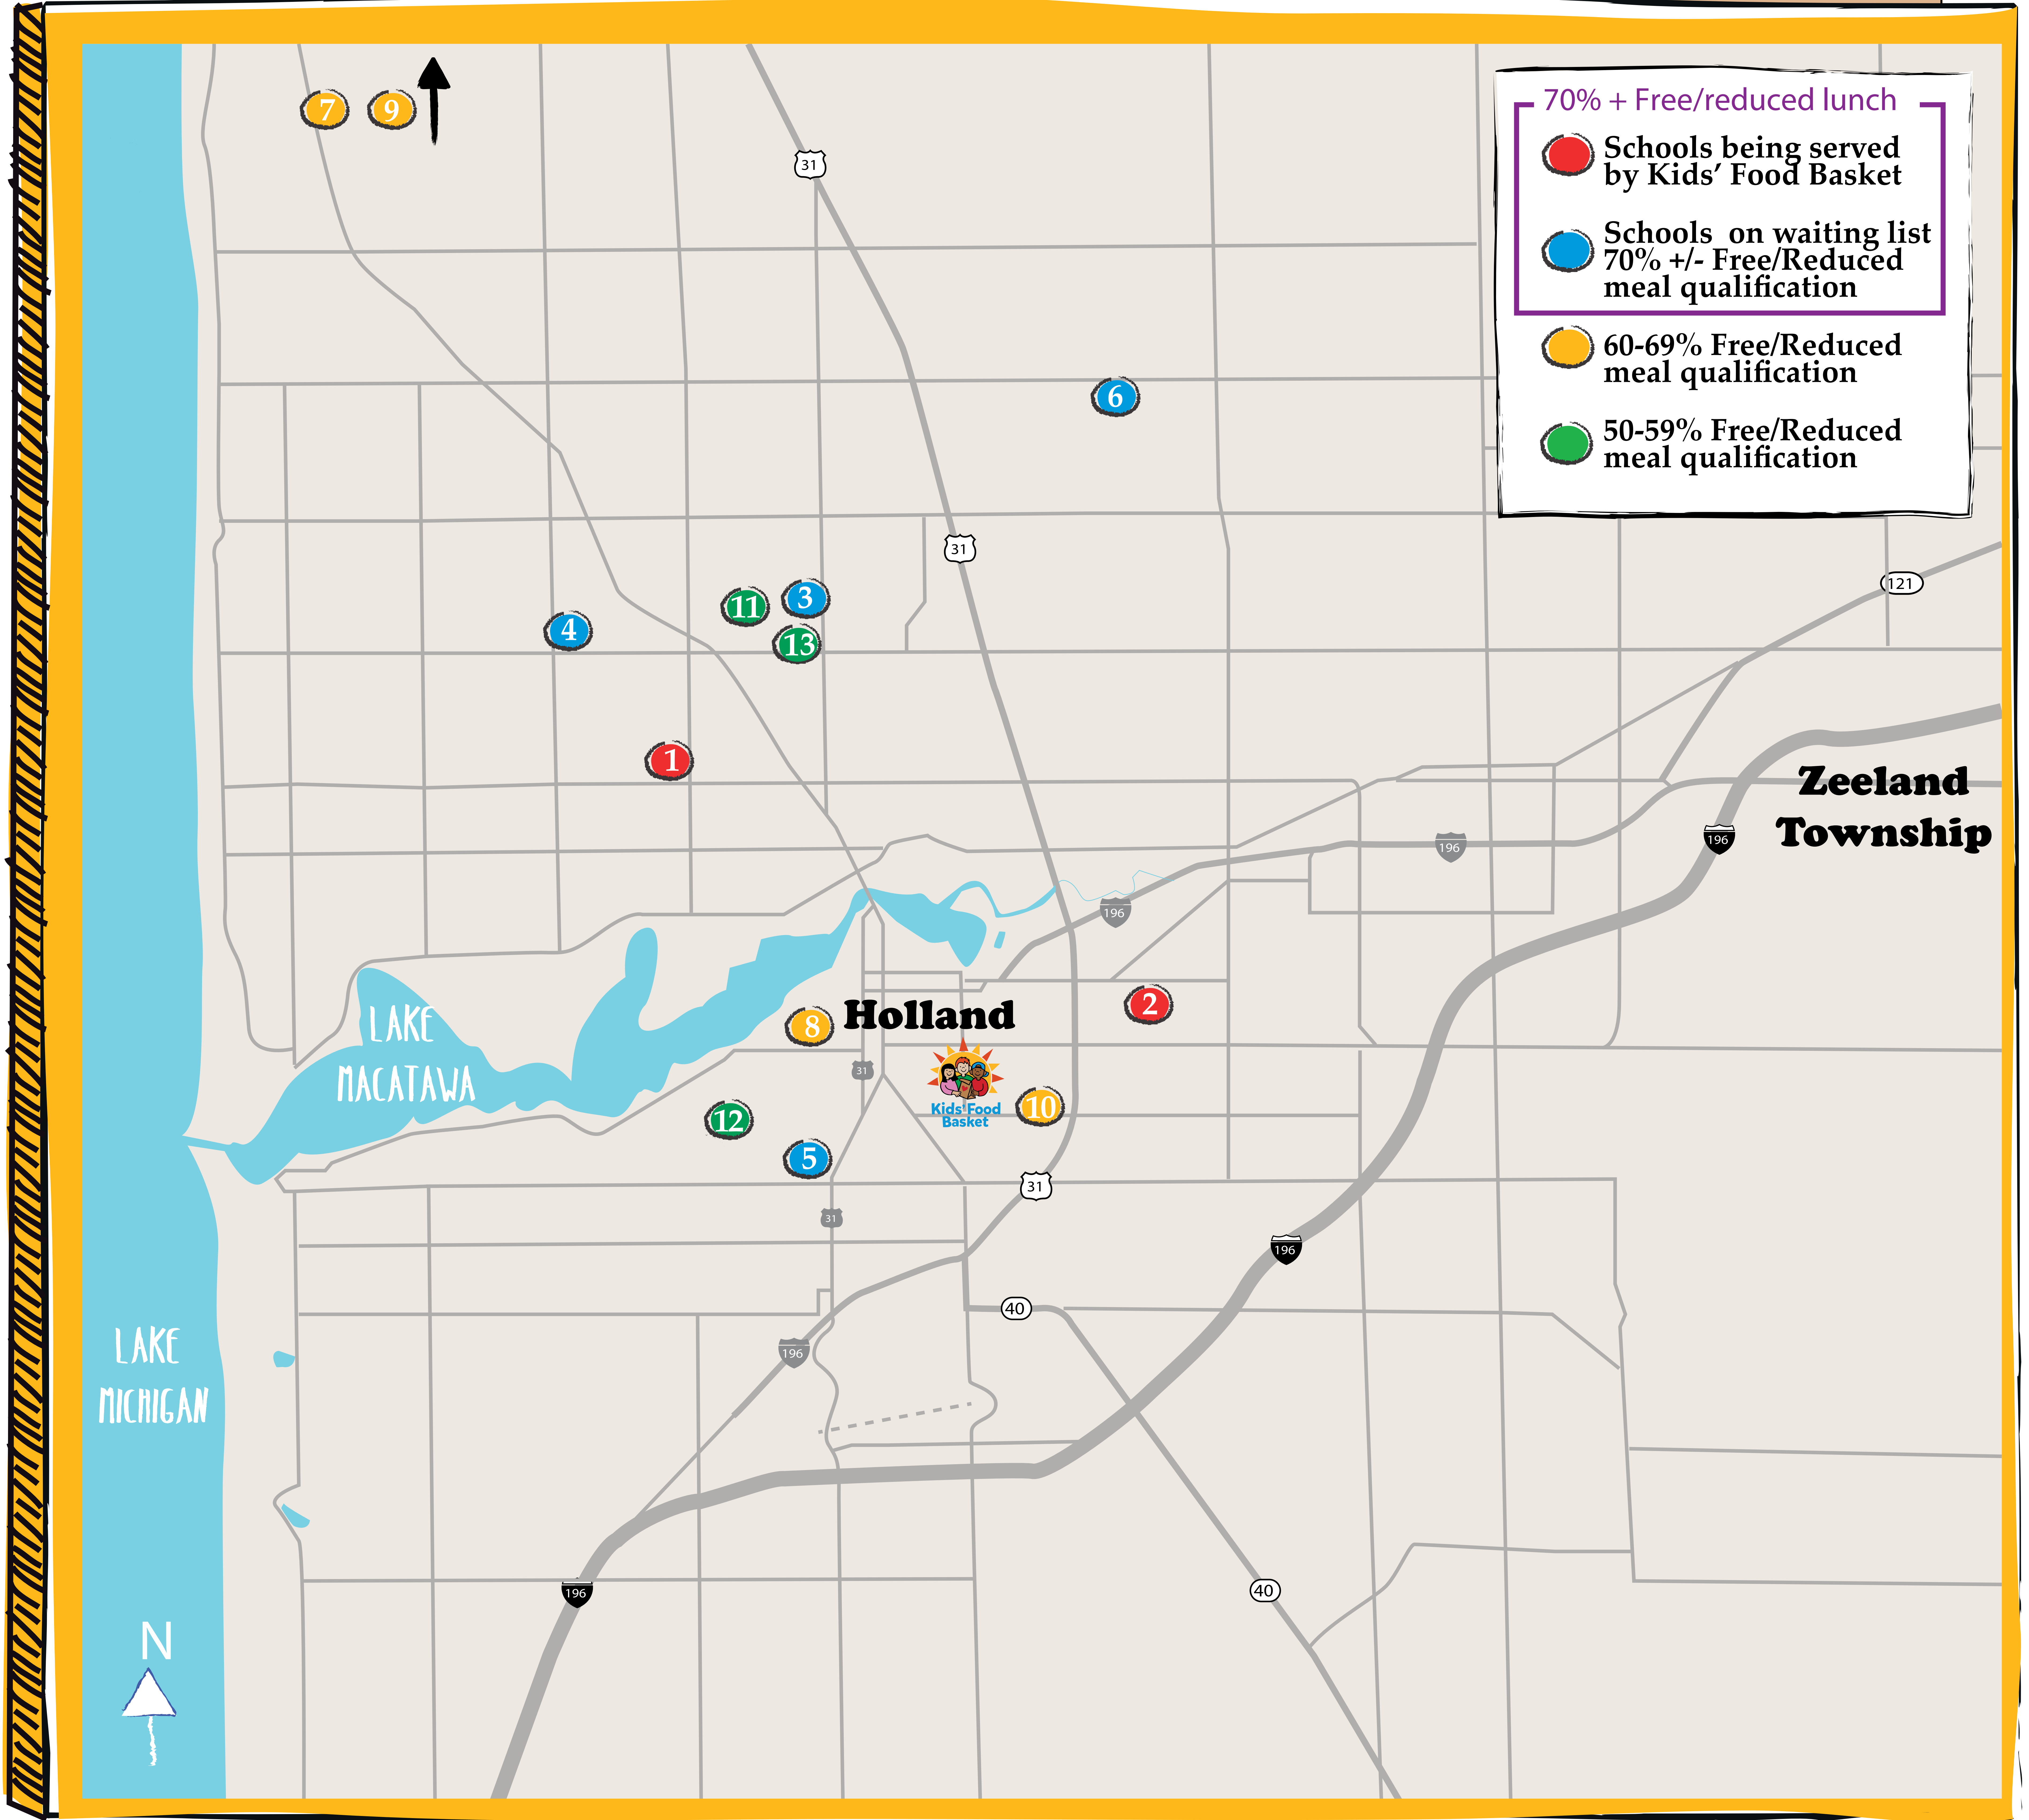 70% + Free/reduced lunch
Schools being served
by Kids’ Food Basket
Schools  on waiting list
70% +/- Free/Reduced
meal qualification
60-69% Free/Reduced
meal qualification
50-59% Free/Reduced
meal qualification
7
9
31
6
31
121
11
3
4
13
1
Zeeland
Township
196
196
196
2
Holland
8
LAKE
MACATAWA
31
Kids' Food
Basket
10
12
5
31
31
196
40
196
LAKE
MICHIGAN
196
40
N